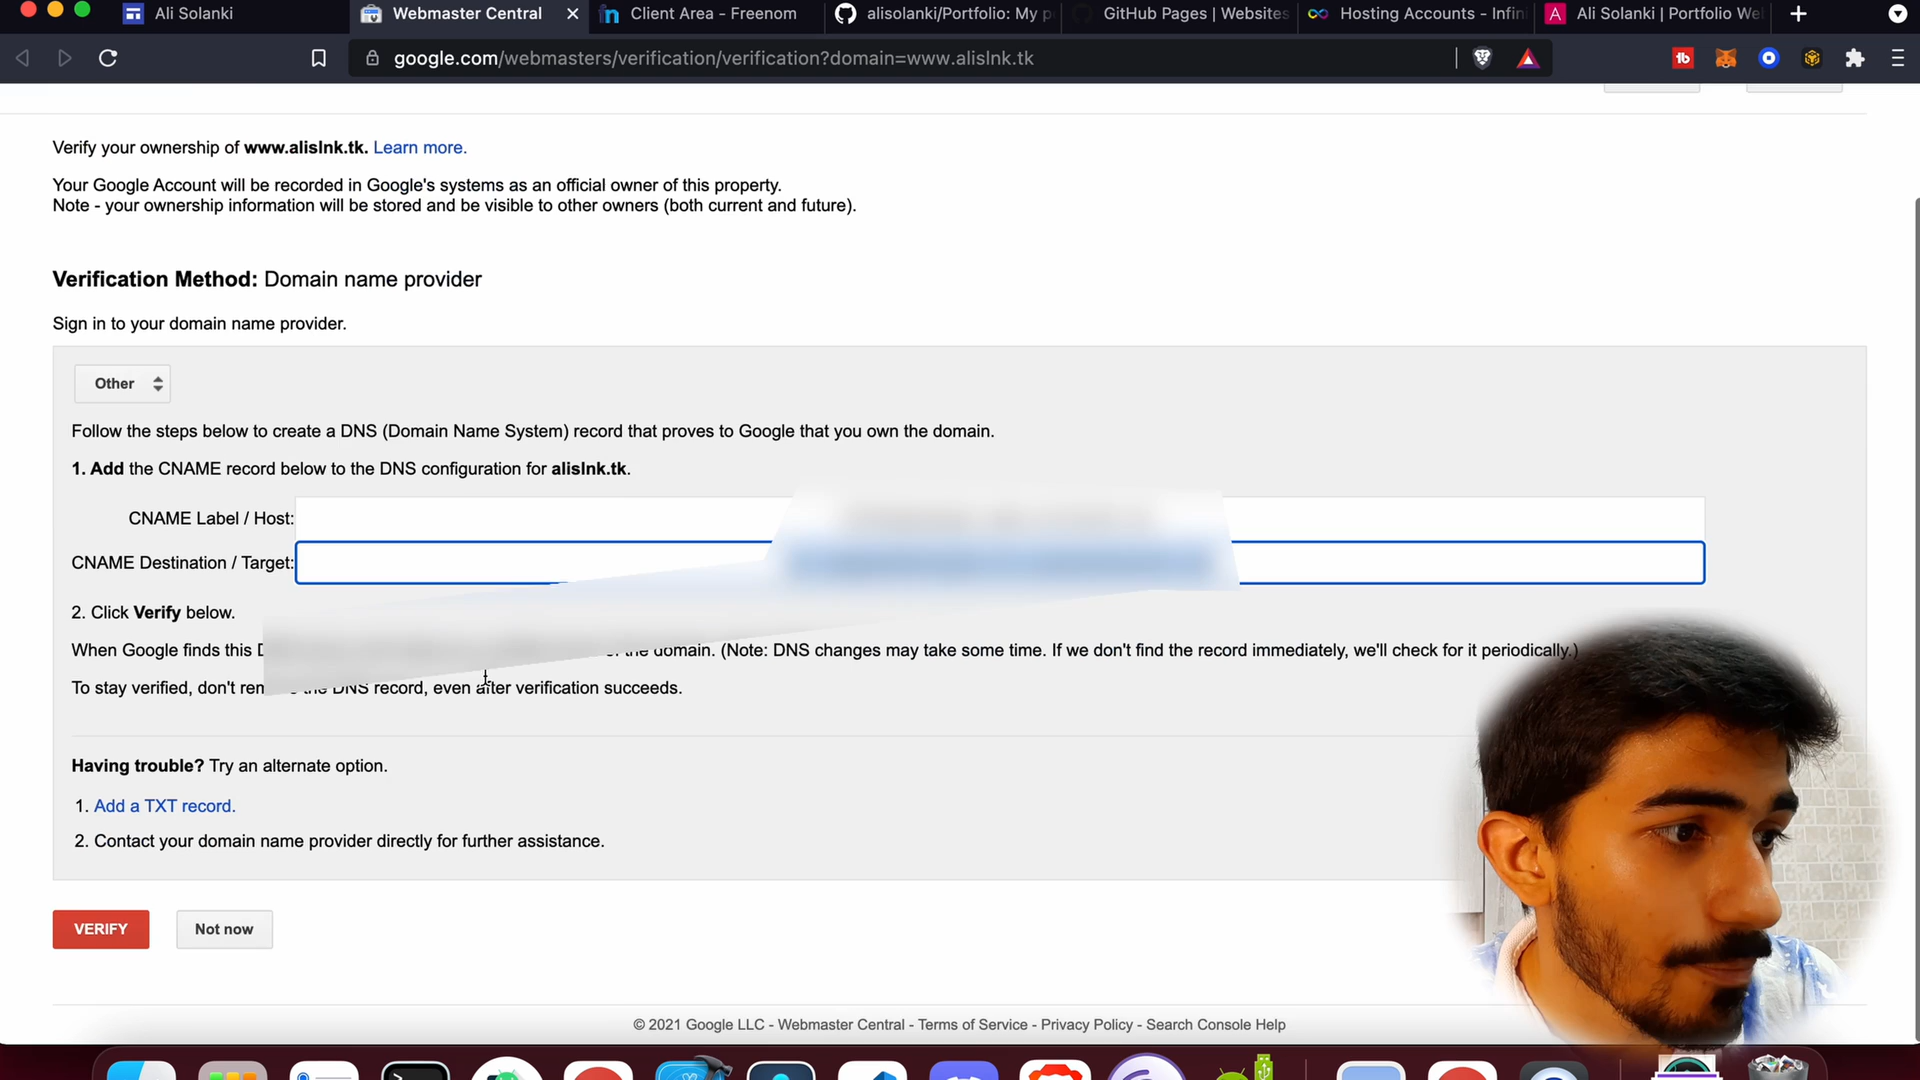 Ali Solanki
Webmaster Central
Client Area - Freenom
alisolanki/Portfolio: My p
GitHub Pages | Websites
Hosting Accounts - Infin
Ali Solanki | Portfolio We
google.com/webmasters/verification/verification?domain=www.alislnk.tk
Verify your ownership of www.alislnk.tk. Learn more.
Your Google Account will be recorded in Google's systems as an official owner of this property.
Note - your ownership information will be stored and be visible to other owners (both current and future).
Verification Method: Domain name provider
Sign in to your domain name provider.
Other
Follow the steps below to create a DNS (Domain Name System) record that proves to Google that you own the domain.
1. Add the CNAME record below to the DNS configuration for alislnk.tk.
CNAME Label / Host:
CNAME Destination / Target:
2. Click Verify below.
When Google finds this the domain. (Note: DNS changes may take some time. If we don't find the record immediately, we'll check for it periodically.)
To stay verified, don't the DNS record, even after verification succeeds.
Having trouble? Try an alternate option.
1. Add a TXT record.
2. Contact your domain name provider directly for further assistance.
VERIFY
Not now
© 2021 Google LLC - Webmaster Central - Terms of Service - Privacy Policy - Search Console Help